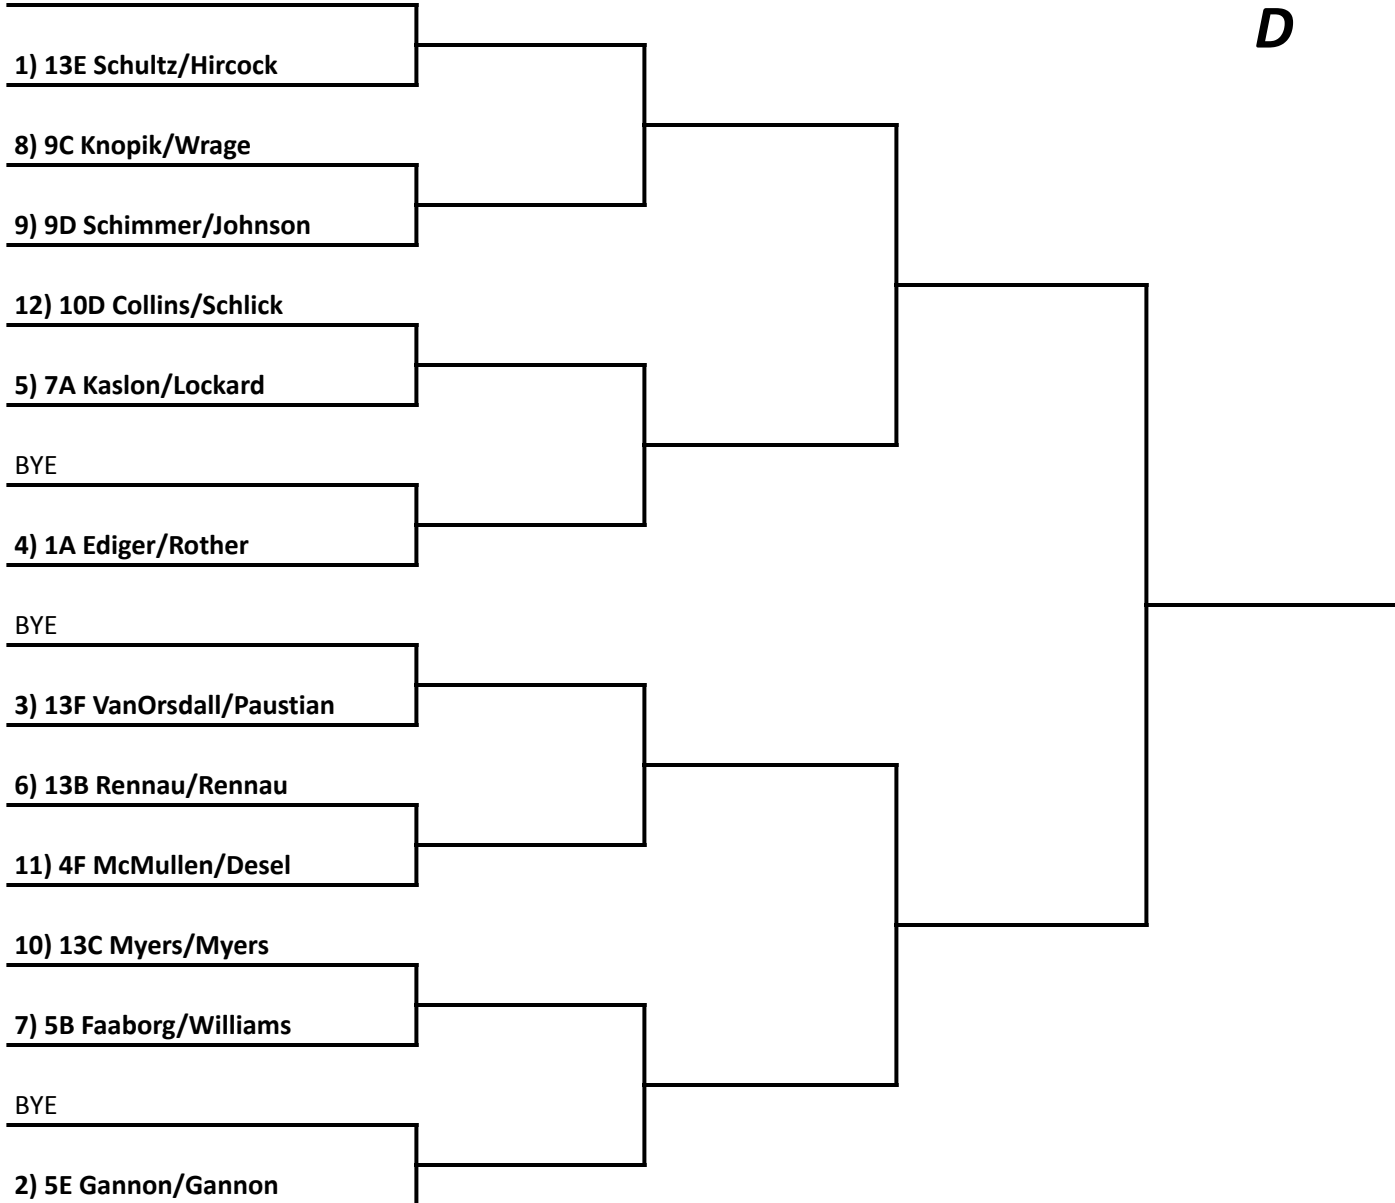 D
1) 13E Schultz/Hircock
8) 9C Knopik/Wrage
9) 9D Schimmer/Johnson
12) 10D Collins/Schlick
5) 7A Kaslon/Lockard
BYE
4) 1A Ediger/Rother
BYE
3) 13F VanOrsdall/Paustian
6) 13B Rennau/Rennau
11) 4F McMullen/Desel
10) 13C Myers/Myers
7) 5B Faaborg/Williams
BYE
2) 5E Gannon/Gannon